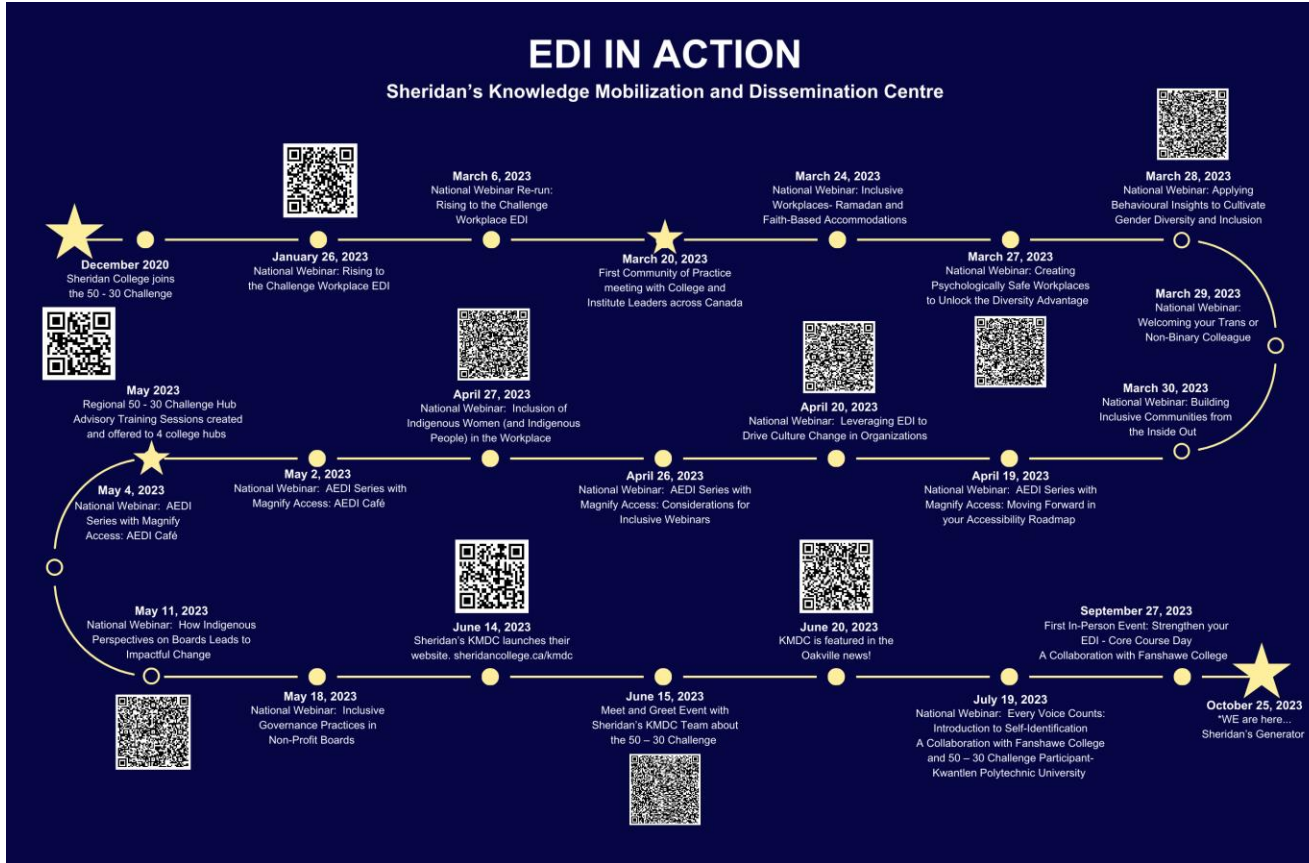 EDI IN ACTION
Sheridan's Knowledge Mobilization and Dissemination Centre
December 2020
Sheridan College joins
the 50 - 30 Challenge
January 26, 2023
National Webinar: Rising to
the Challenge Workplace EDI
March 6, 2023
National Webinar Re-run:
Rising to the Challenge
Workplace EDI
March 20, 2023
First Community of Practice
meeting with College and
Institute Leaders across Canada
March 24, 2023
National Webinar: Inclusive
Workplaces- Ramadan and
Faith-Based Accommodations
March 27, 2023
National Webinar: Creating
Psychologically Safe Workplaces
to Unlock the Diversity Advantage
March 28, 2023
National Webinar: Applying
Behavioural Insights to Cultivate
Gender Diversity and Inclusion
March 29, 2023
National Webinar:
Welcoming your Trans or
Non-Binary Colleague
March 30, 2023
National Webinar: Building
Inclusive Communities from
the Inside Out
April 19, 2023
National Webinar: AEDI Series with
Magnify Access: Moving Forward in
your Accessibility Roadmap
April 20, 2023
National Webinar: Leveraging EDI to
Drive Culture Change in Organizations
April 26, 2023
National Webinar: AEDI Series with
Magnify Access: Considerations for
Inclusive Webinars
April 27, 2023
National Webinar: Inclusion of
Indigenous Women (and Indigenous
People) in the Workplace
May 2, 2023
National Webinar: AEDI Series with
Magnify Access: AEDI Café
May 2023
Regional 50 - 30 Challenge Hub
Advisory Training Sessions created
and offered to 4 college hubs
May 4, 2023
National Webinar: AEDI
Series with Magnify
Access: AEDI Café
May 11, 2023
National Webinar: How Indigenous
Perspectives on Boards Leads to
Impactful Change
May 18, 2023
National Webinar: Inclusive
Governance Practices in
Non-Profit Boards
June 14, 2023
Sheridan's KMDC launches their
website. sheridancollege.ca/kmdc
June 15, 2023
Meet and Greet Event with
Sheridan's KMDC Team about
the 50 – 30 Challenge
June 20, 2023
KMDC is featured in the
Oakville news!
July 19, 2023
National Webinar: Every Voice Counts:
Introduction to Self-Identification
A Collaboration with Fanshawe College
and 50 – 30 Challenge Participant-
Kwantlen Polytechnic University
September 27, 2023
First In-Person Event: Strengthen your
EDI - Core Course Day
A Collaboration with Fanshawe College
October 25, 2023
*WE are here...
Sheridan's Generator